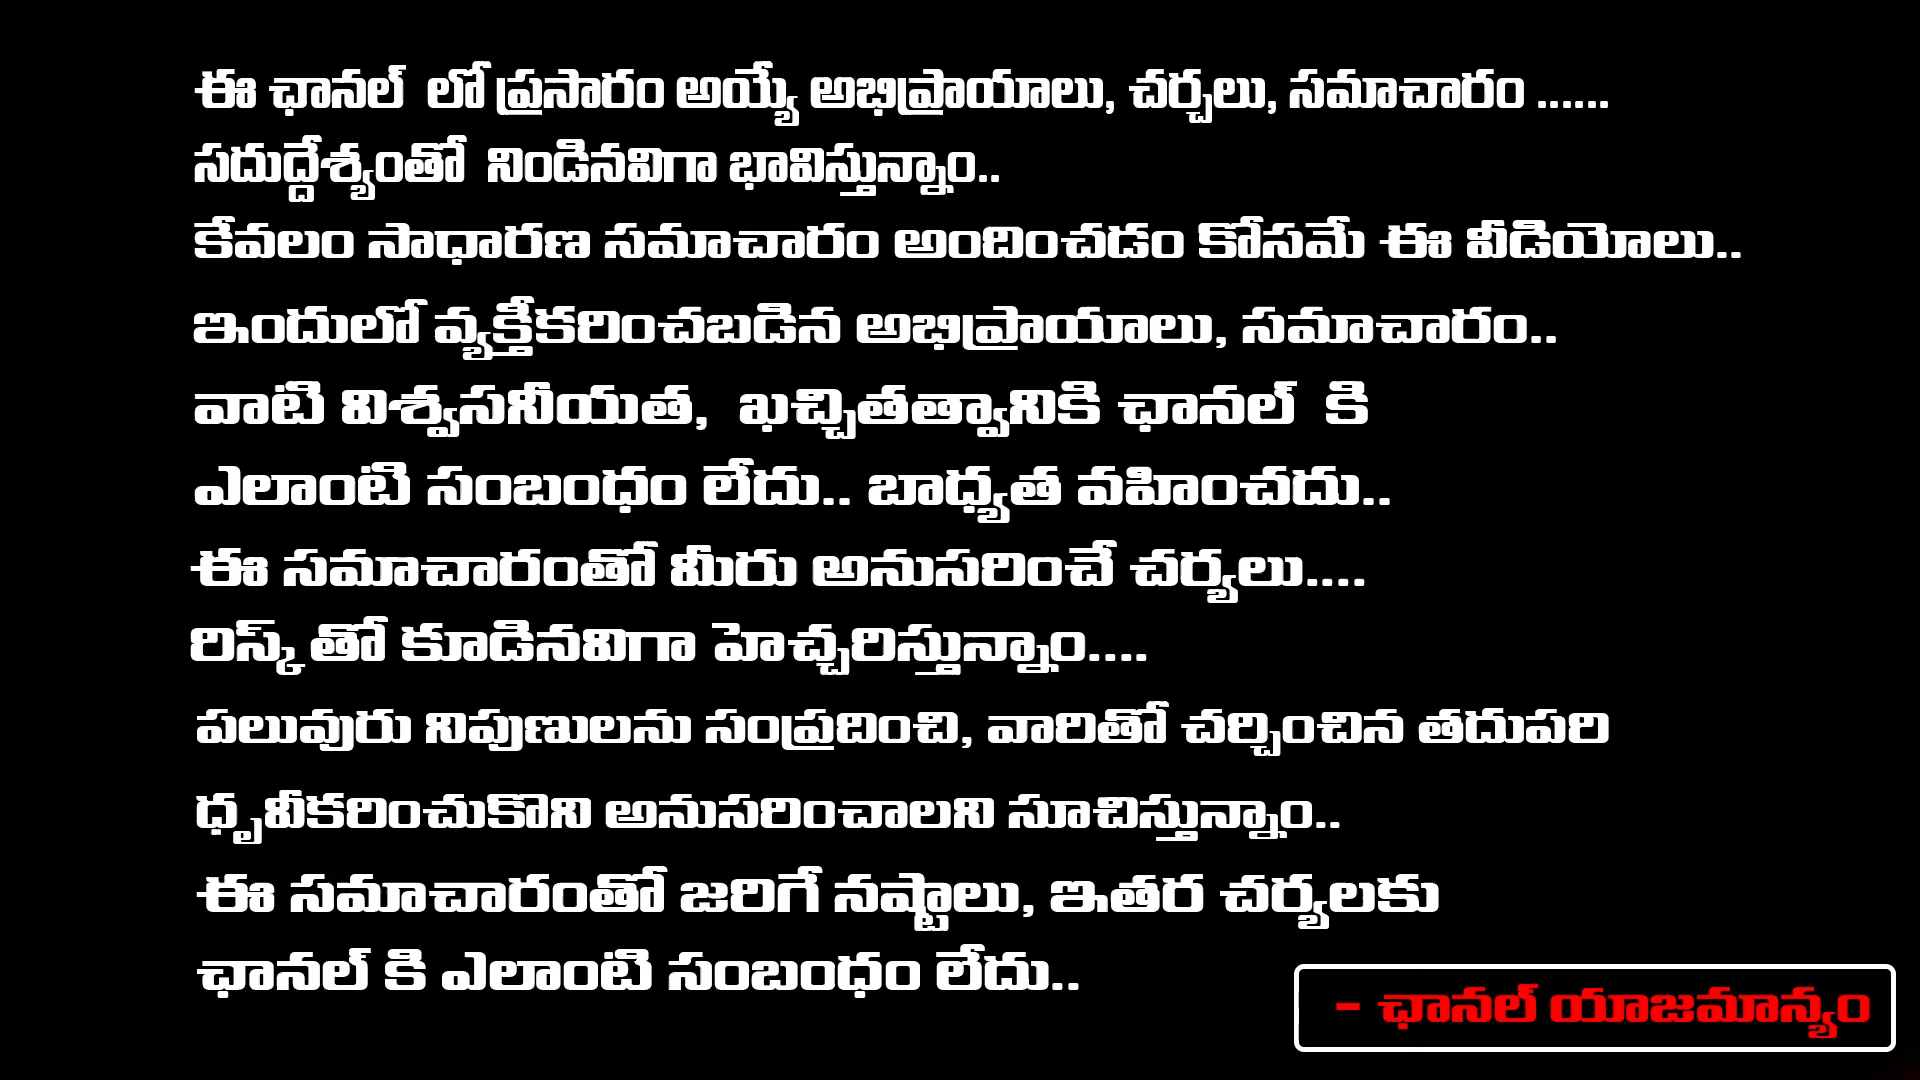 ఈ ఛానల్ లో ప్రసారం అయ్యే అభిప్రాయాలు, చర్చలు, సమాచారం ......
సదుద్దేశ్యంతో నిండినవిగా భావిస్తున్నాం..
కేవలం సాధారణ సమాచారం అందించడం కోసమే ఈ వీడియోలు..
ఇందులో వ్యక్తీకరించబడిన అభిప్రాయాలు, సమాచారం..
వాటి విశ్వసనీయత, ఖచ్చితత్వానికి ఛానల్ కి
ఎలాంటి సంబంధం లేదు.. బాధ్యత వహించదు..
ఈ సమాచారంతో మీరు అనుసరించే చర్యలు....
రిస్క్ తో కూడినవిగా హెచ్చరిస్తున్నాం....
పలువురు నిపుణులను సంప్రదించి, వారితో చర్చించిన తదుపరి
ధృవీకరించుకొని అనుసరించాలని సూచిస్తున్నాం..
ఈ సమాచారంతో జరిగే నష్టాలు, ఇతర చర్యలకు
ఛానల్ కి ఎలాంటి సంబంధం లేదు..
- ఛానల్ యాజమాన్యం